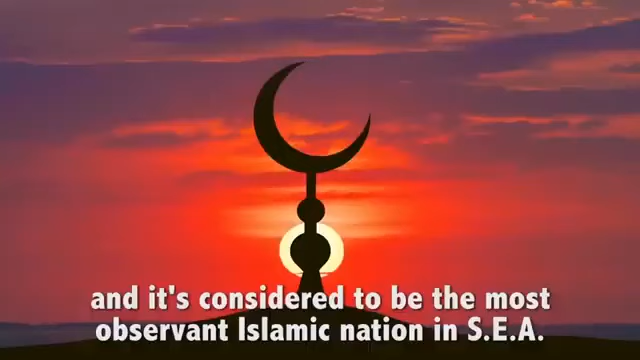 and it's considered to be the most
observant Islamic nation in S.E.A.